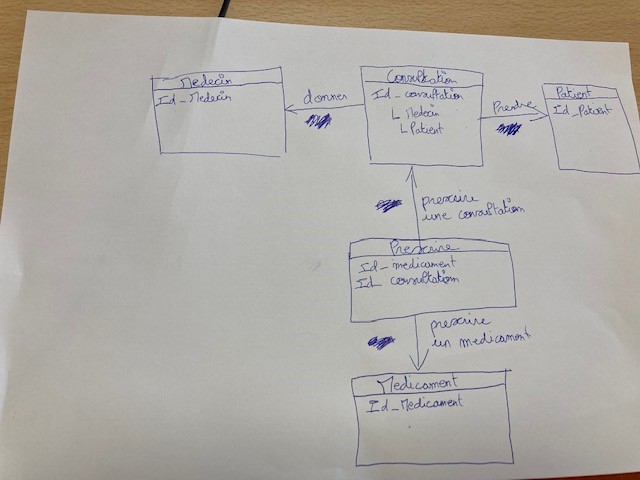 Medecin
Id_Medecin
donner
Consultation
Id_consultation
L Medecin
L Patient
Prendre
Patient
Id_Patient
prescrire
une consultation
Prescrire
Id_medicament
Id_consultation
prescrire
un medicament
Medicament
Id_Medicament